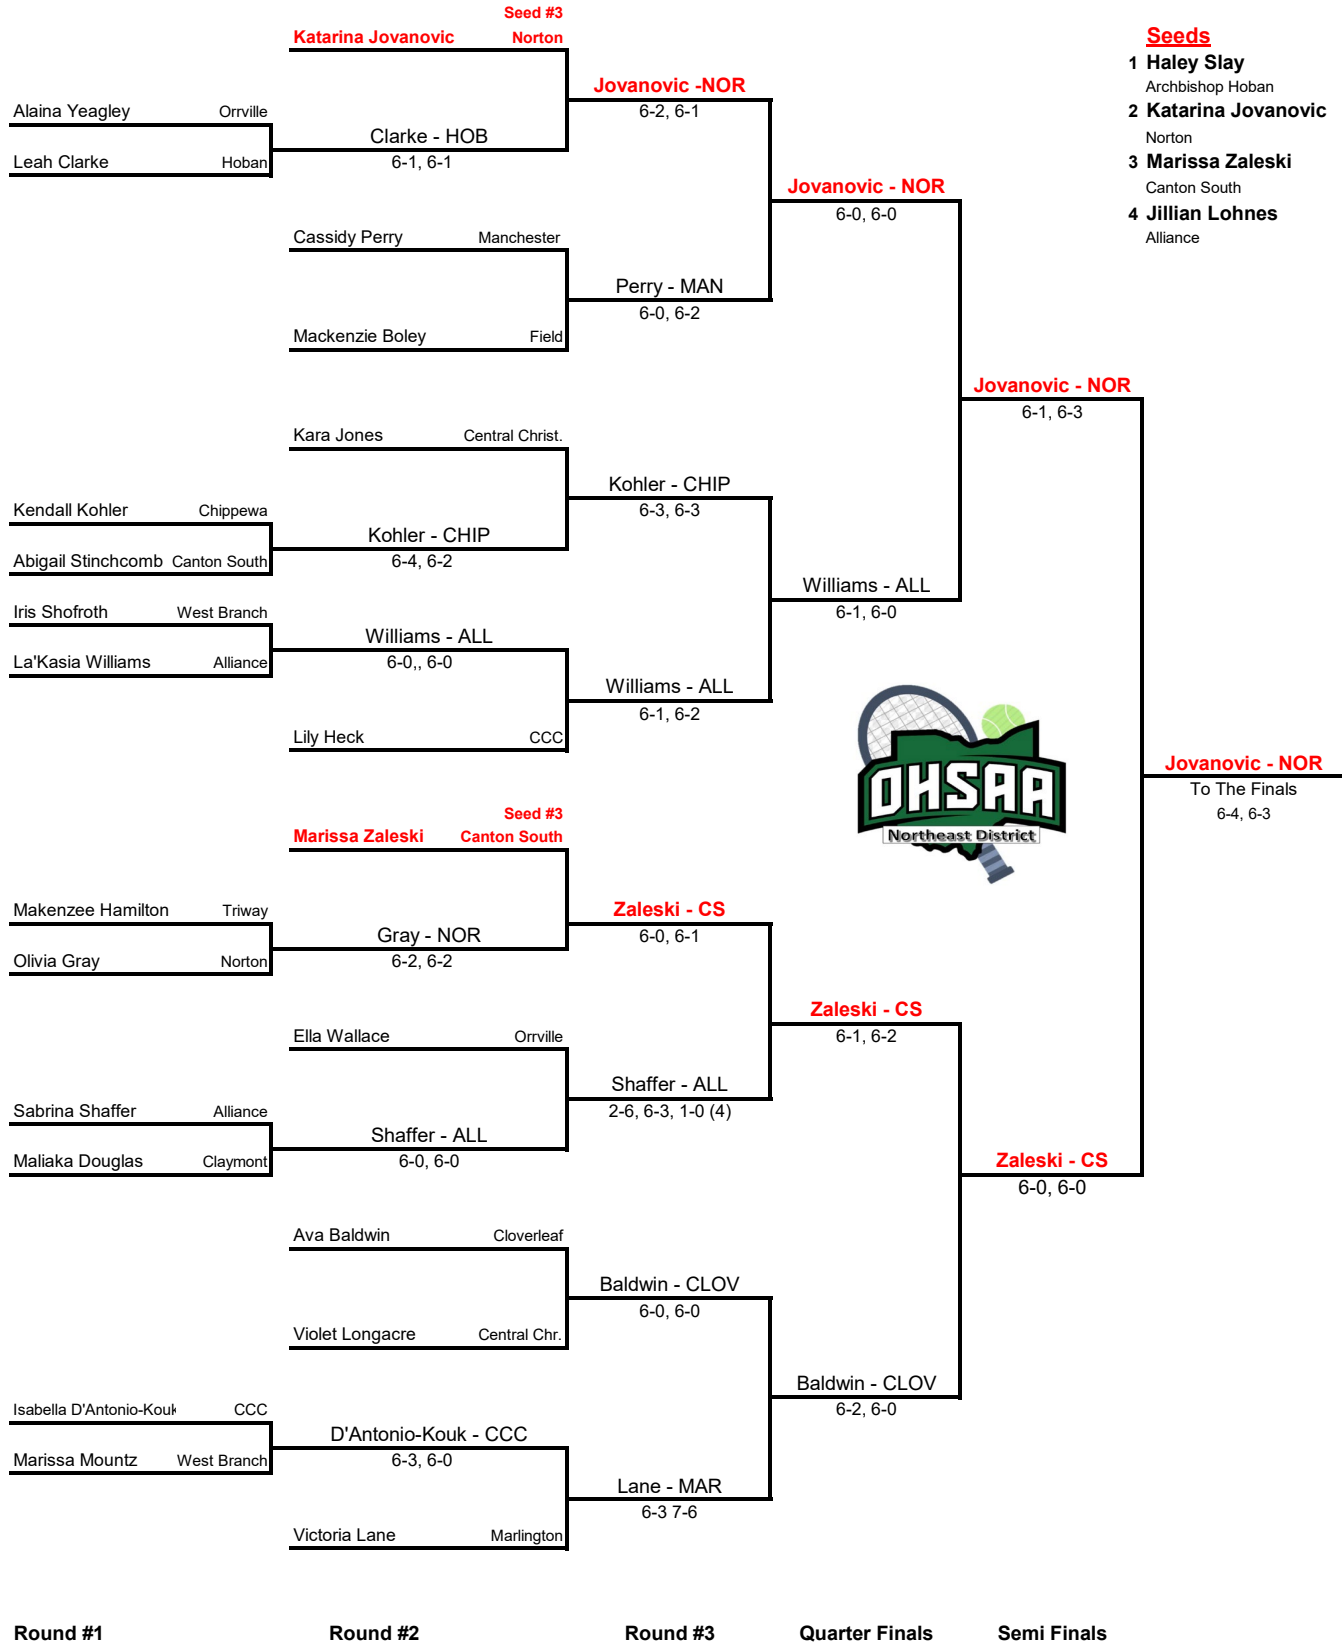 Seed #3
Katarina Jovanovic Norton
Seeds
1 Haley Slay
Archbishop Hoban
2 Katarina Jovanovic
Norton
3 Marissa Zaleski
Canton South
4 Jillian Lohnes
Alliance
Jovanovic -NOR
6-2, 6-1
Alaina Yeagley Orrville
Clarke - HOB
6-1, 6-1
Leah Clarke Hoban
Jovanovic - NOR
6-0, 6-0
Cassidy Perry Manchester
Perry - MAN
6-0, 6-2
Mackenzie Boley Field
Jovanovic - NOR
6-1, 6-3
Kara Jones Central Christ.
Kohler - CHIP
6-3, 6-3
Kendall Kohler Chippewa
Kohler - CHIP
6-4, 6-2
Abigail Stinchcomb Canton South
Williams - ALL
6-1, 6-0
Iris Shofroth West Branch
Williams - ALL
6-0,, 6-0
La'Kasia Williams Alliance
Williams - ALL
6-1, 6-2
Lily Heck CCC
OHSAA
Northeast District
Jovanovic - NOR
To The Finals
6-4, 6-3
Seed #3
Marissa Zaleski Canton South
Zaleski - CS
6-0, 6-1
Makenzee Hamilton Triway
Gray - NOR
6-2, 6-2
Olivia Gray Norton
Zaleski - CS
6-1, 6-2
Ella Wallace Orrville
Shaffer - ALL
2-6, 6-3, 1-0 (4)
Sabrina Shaffer Alliance
Shaffer - ALL
6-0, 6-0
Maliaka Douglas Claymont
Zaleski - CS
6-0, 6-0
Ava Baldwin Cloverleaf
Baldwin - CLOV
6-0, 6-0
Violet Longacre Central Chr.
Baldwin - CLOV
6-2, 6-0
Isabella D'Antonio-Kouk CCC
D'Antonio-Kouk - CCC
6-3, 6-0
Marissa Mountz West Branch
Lane - MAR
6-3 7-6
Victoria Lane Marlington
Round #1 Round #2 Round #3 Quarter Finals Semi Finals